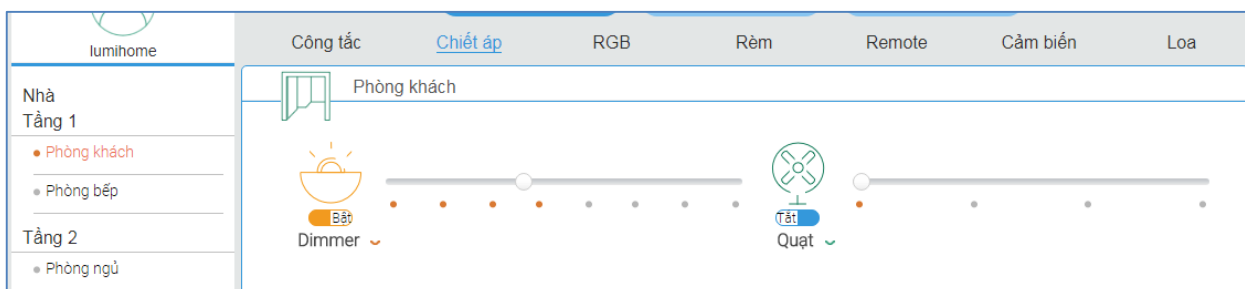 lumihome
Công tắc Chiết áp RGB Rèm Remote Cảm biến Loa
Nhà
Tầng 1
Phòng khách
Phòng bếp
Tầng 2
Phòng ngủ
Phòng khách
Bật
Dimmer
Tắt
Quạt